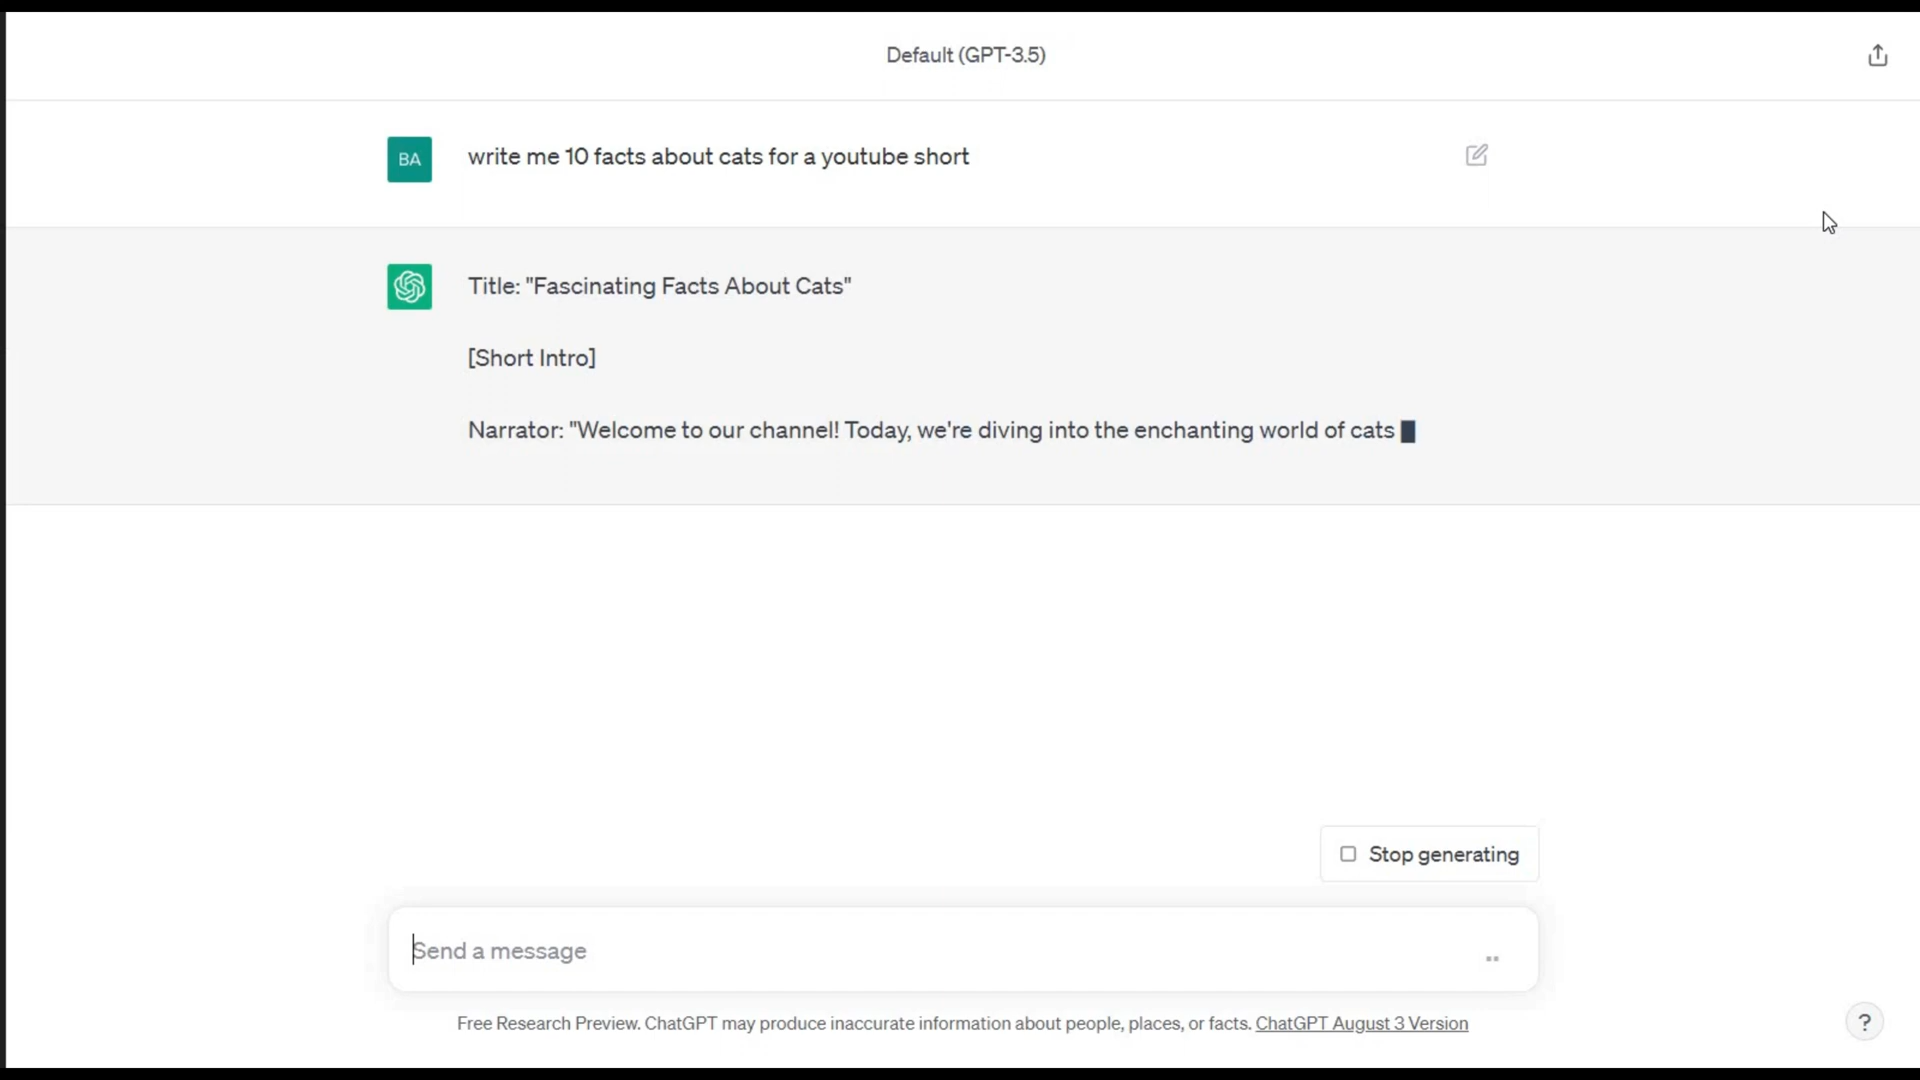 Default (GPT-3.5)
BA
write me 10 facts about cats for a youtube short
Title: "Fascinating Facts About Cats"
[Short Intro]
Narrator: "Welcome to our channel! Today, we're diving into the enchanting world of cats
Stop generating
Send a message
Free Research Preview. ChatGPT may produce inaccurate information about people, places, or facts. ChatGPT August 3 Version
?